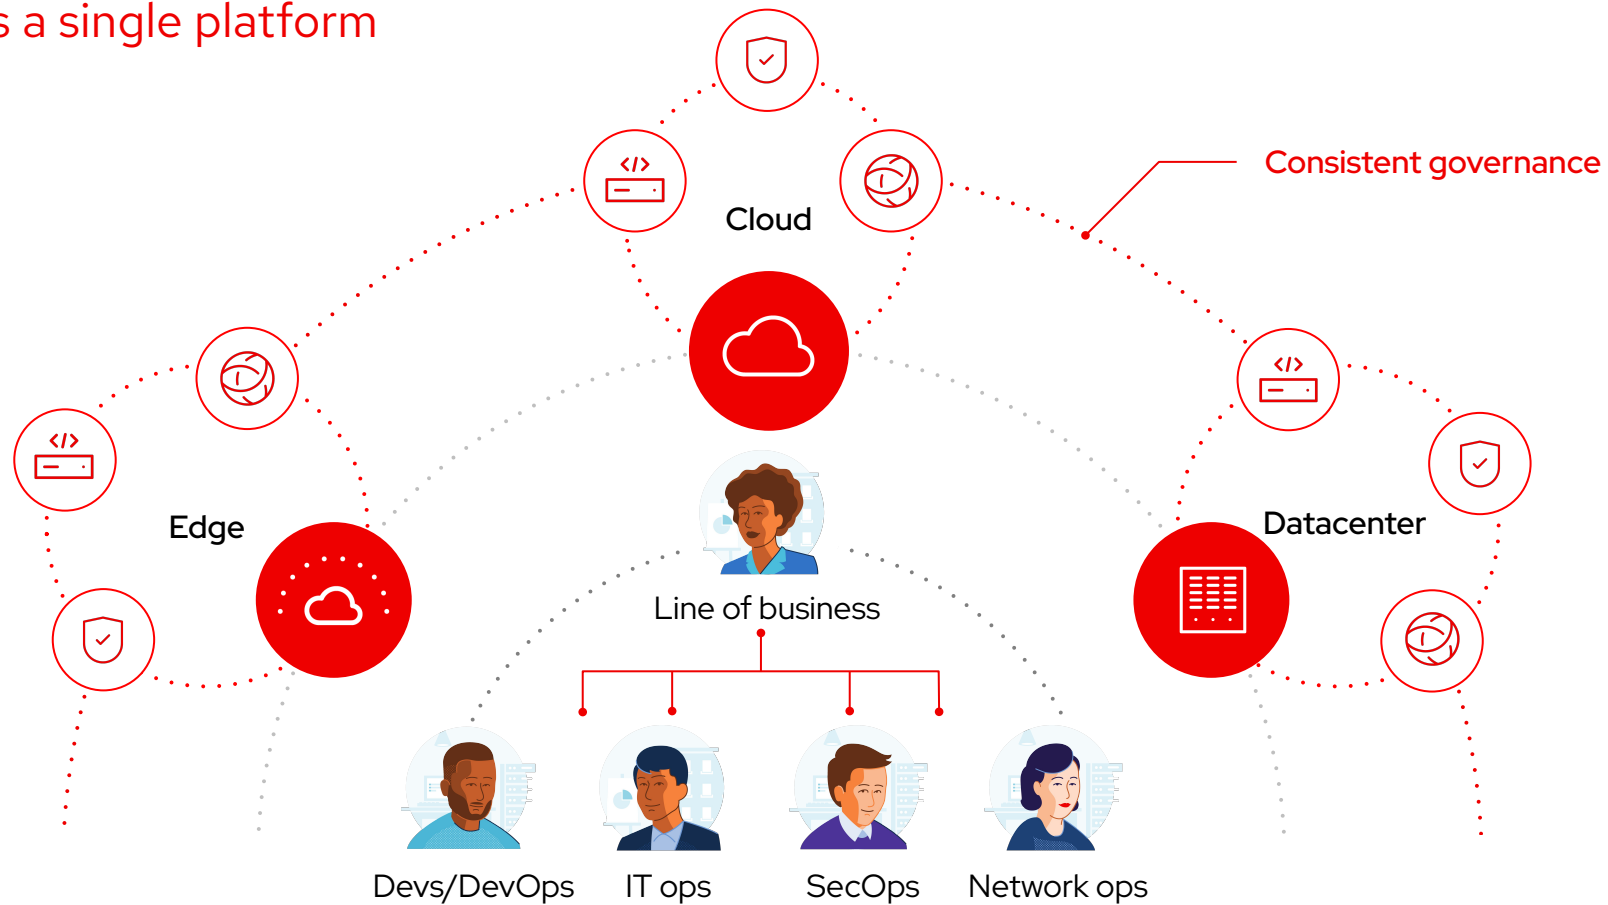 s a single platform
Consistent governance
Cloud
Edge
Datacenter
Line of business
Devs/DevOps
IT ops
SecOps
Network ops